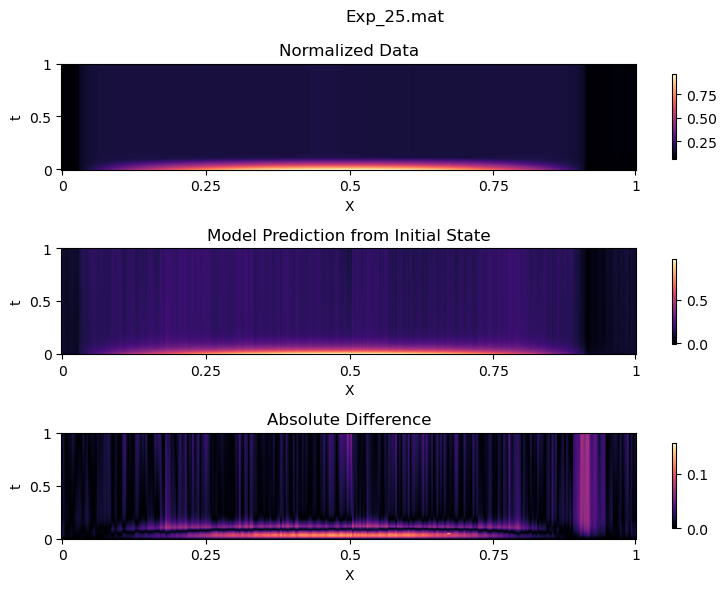 Exp_25.mat
Normalized Data
1
0.5
0
t
0 0.25 0.5 0.75 1
X
0.75
0.50
0.25
Model Prediction from Initial State
1
0.5
0
t
0 0.25 0.5 0.75 1
X
0.5
0.0
Absolute Difference
1
0.5
0
t
0 0.25 0.5 0.75 1
X
0.1
0.0